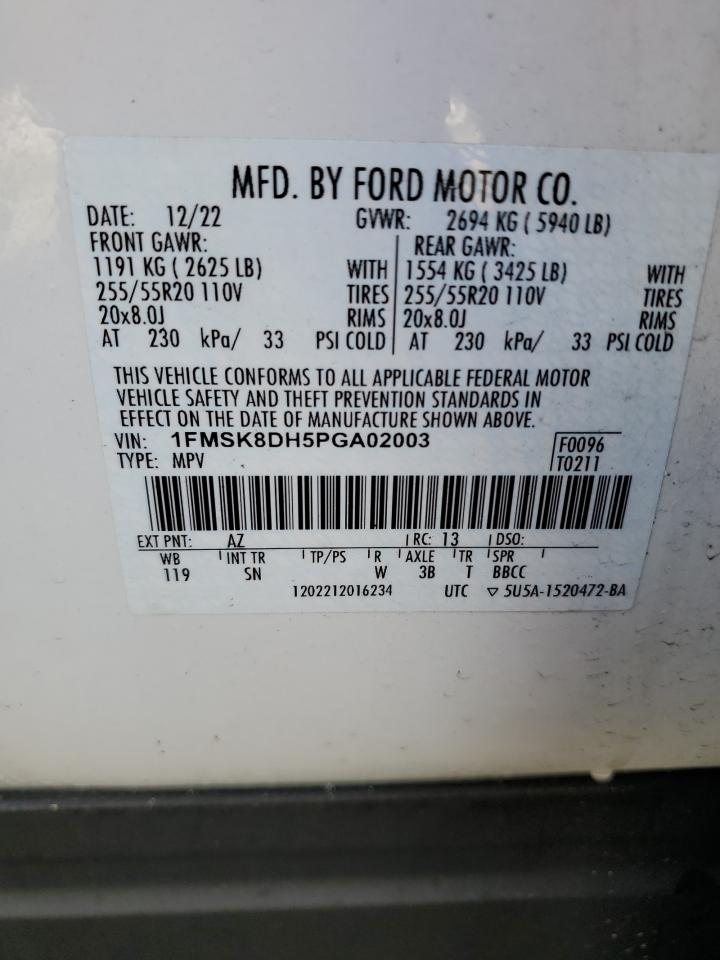 MFD. BY FORD MOTOR CO.
DATE: 12/22 GVWR: 2694 KG ( 5940 LB)
FRONT GAWR: REAR GAWR:
1191 KG ( 2625 LB) WITH 1554 KG ( 3425 LB) WITH
255/55R20 110V TIRES 255/55R20 110V TIRES
20x8.0J RIMS 20x8.0J RIMS
AT 230 kPa/ 33 PSI COLD AT 230 kPa/ 33 PSI COLD
THIS VEHICLE CONFORMS TO ALL APPLICABLE FEDERAL MOTOR
VEHICLE SAFETY AND THEFT PREVENTION STANDARDS IN
EFFECT ON THE DATE OF MANUFACTURE SHOWN ABOVE.
VIN: 1FMSK8DH5PGA02003 F0096
TYPE: MPV T0211
EXT PNT: AZ RC: 13 DSO:
WB INT TR TP/PS R AXLE TR SPR
119 SN W 3B T BBCC
1202212016234 UTC ▽ 5U5A-1520472-BA